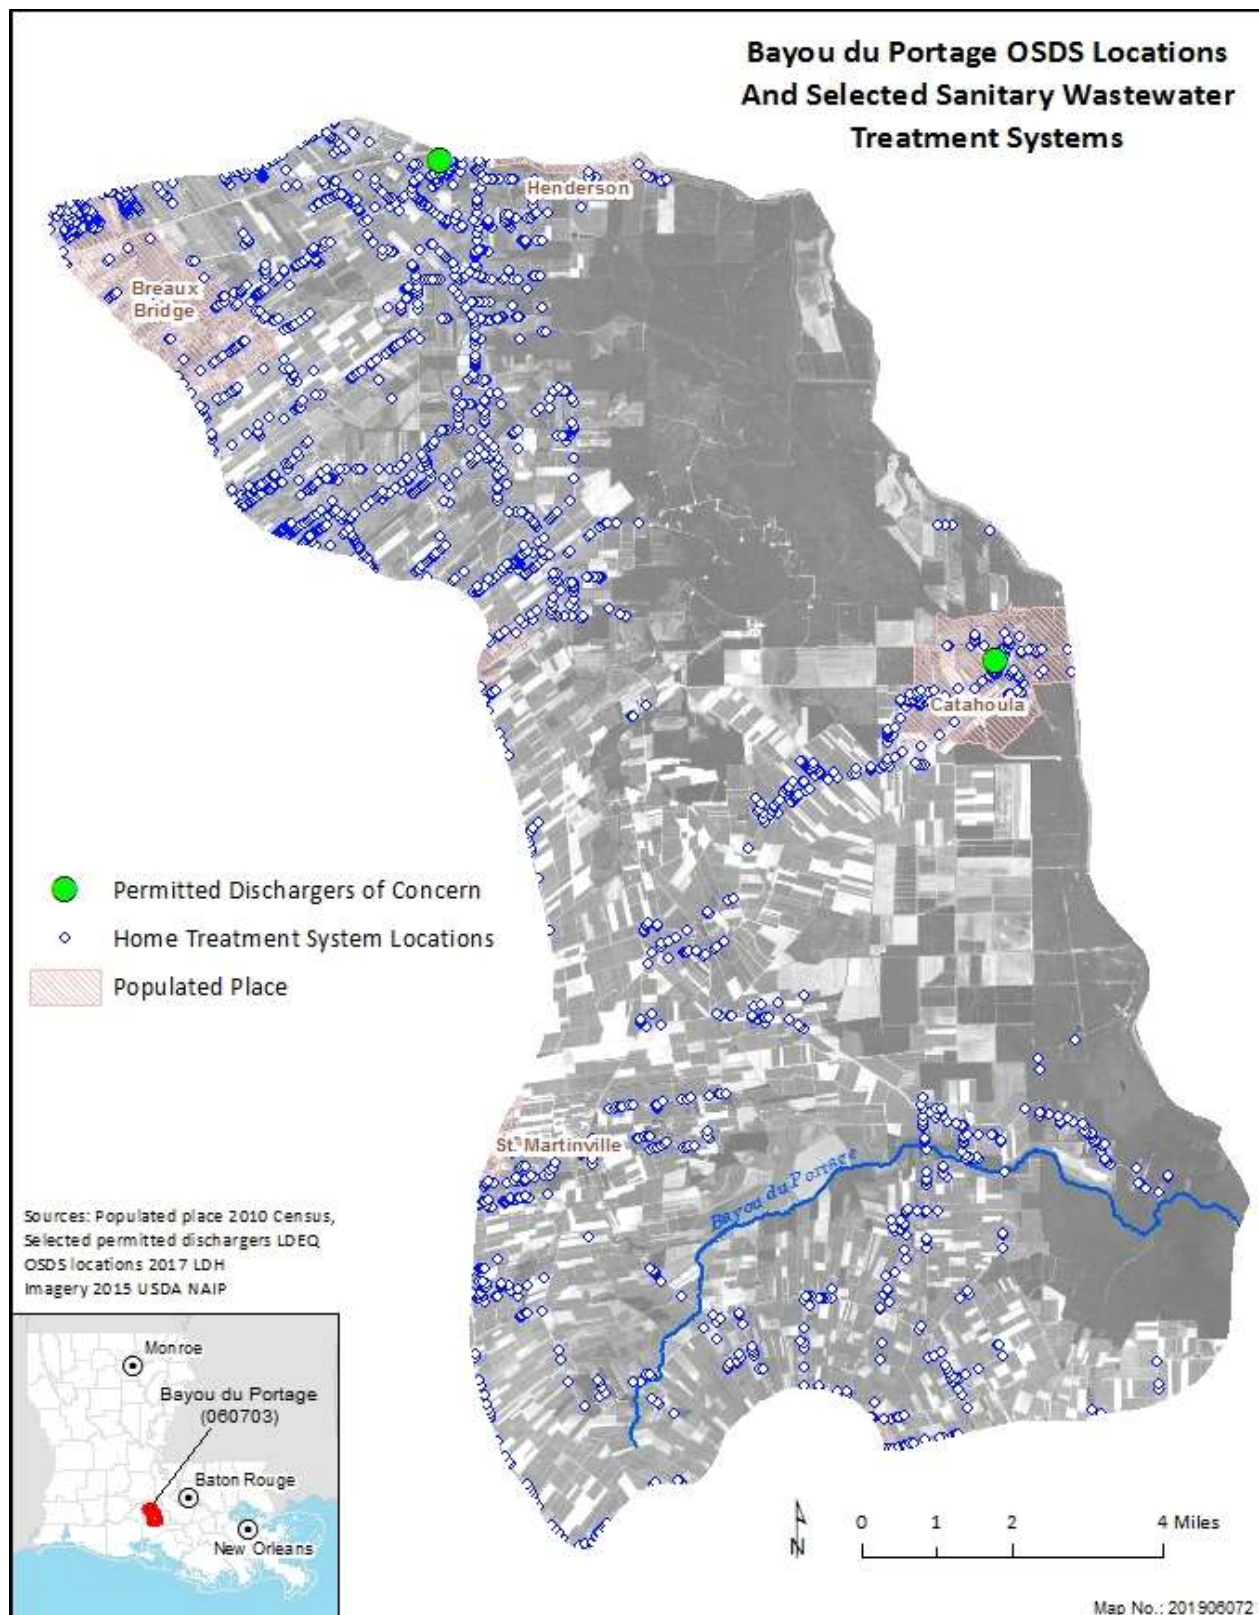 Bayou du Portage OSDS Locations
And Selected Sanitary Wastewater
Treatment Systems
Henderson
Breaux
Bridge
Catahoula
Permitted Dischargers of Concern
Home Treatment System Locations
Populated Place
St. Martinville
Bayou du Portage
Sources: Populated place 2010 Census,
Selected permitted dischargers LDEQ
OSDS locations 2017 LDH
Imagery 2015 USDA NAIP
Monroe
Bayou du Portage
(060703)
Baton Rouge
New Orleans
N
0 1 2 4 Miles
Map No.: 201906072